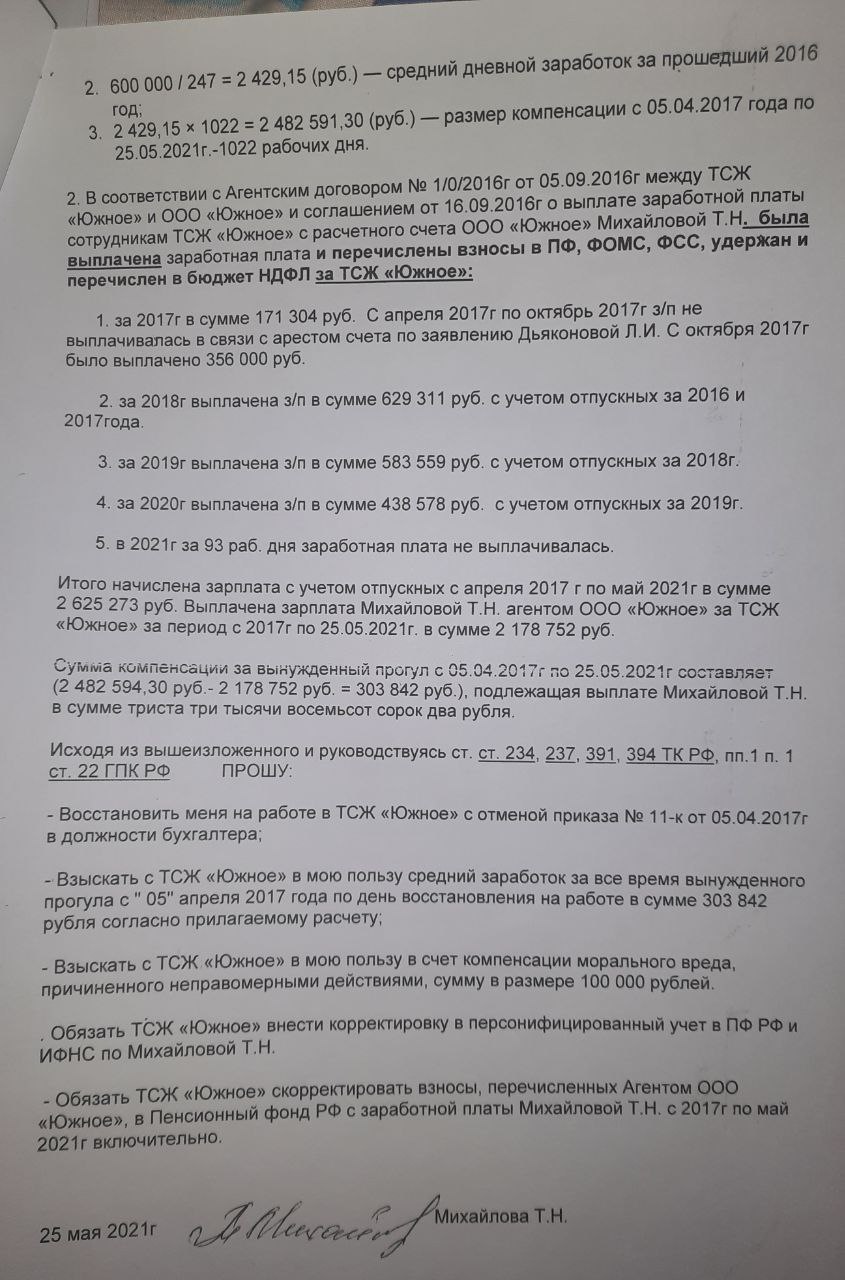 2. 600 000 / 247 = 2 429,15 (руб.) — средний дневной заработок за прошедший 2016
год;
3. 2 429,15 × 1022 = 2 482 591,30 (руб.) — размер компенсации с 05.04.2017 года по
25.05.2021г.-1022 рабочих дня.
2. В соответствии с Агентским договором № 1/0/2016г от 05.09.2016г между ТСЖ
«Южное» и ООО «Южное» и соглашением от 16.09.2016г о выплате заработной платы
сотрудникам ТСЖ «Южное» с расчетного счета ООО «Южное» Михайловой Т.Н. была
выплачена заработная плата и перечислены взносы в ПФ, ФОМС, ФСС, удержан и
перечислен в бюджет НДФЛ за ТСЖ «Южное»:
1. за 2017г в сумме 171 304 руб. С апреля 2017г по октябрь 2017г з/п не
выплачивалась в связи с арестом счета по заявлению Дьяконовой Л.И. С октября 2017г
было выплачено 356 000 руб.
2. за 2018г выплачена з/п в сумме 629 311 руб. с учетом отпускных за 2016 и
2017года.
3. за 2019г выплачена з/п в сумме 583 559 руб. с учетом отпускных за 2018г.
4. за 2020г выплачена з/п в сумме 438 578 руб. с учетом отпускных за 2019г.
5. в 2021г за 93 раб. дня заработная плата не выплачивалась.
Итого начислена зарплата с учетом отпускных с апреля 2017 г по май 2021г в сумме
2 625 273 руб. Выплачена зарплата Михайловой Т.Н. агентом ООО «Южное» за ТСЖ
«Южное» за период с 2017г по 25.05.2021г. в сумме 2 178 752 руб.
Сумма компенсации за вынужденный прогул с 05.04.2017г по 25.05.2021г составляет
(2 482 594,30 руб.- 2 178 752 руб. = 303 842 руб.), подлежащая выплате Михайловой Т.Н.
в сумме триста три тысячи восемьсот сорок два рубля.
Исходя из вышеизложенного и руководствуясь ст. ст. 234, 237, 391, 394 ТК РФ, пп.1 п. 1
ст. 22 ГПК РФ ПРОШУ:
- Восстановить меня на работе в ТСЖ «Южное» с отменой приказа № 11-к от 05.04.2017г
в должности бухгалтера;
- Взыскать с ТСЖ «Южное» в мою пользу средний заработок за все время вынужденного
прогула с " 05" апреля 2017 года по день восстановления на работе в сумме 303 842
рубля согласно прилагаемому расчету;
- Взыскать с ТСЖ «Южное» в мою пользу в счет компенсации морального вреда,
причиненного неправомерными действиями, сумму в размере 100 000 рублей.
. Обязать ТСЖ «Южное» внести корректировку в персонифицированный учет в ПФ РФ и
ИФНС по Михайловой Т.Н.
- Обязать ТСЖ «Южное» скорректировать взносы, перечисленных Агентом ООО
«Южное», в Пенсионный фонд РФ с заработной платы Михайловой Т.Н. с 2017г по май
2021г включительно.
25 мая 2021г Михайлова Т.Н.